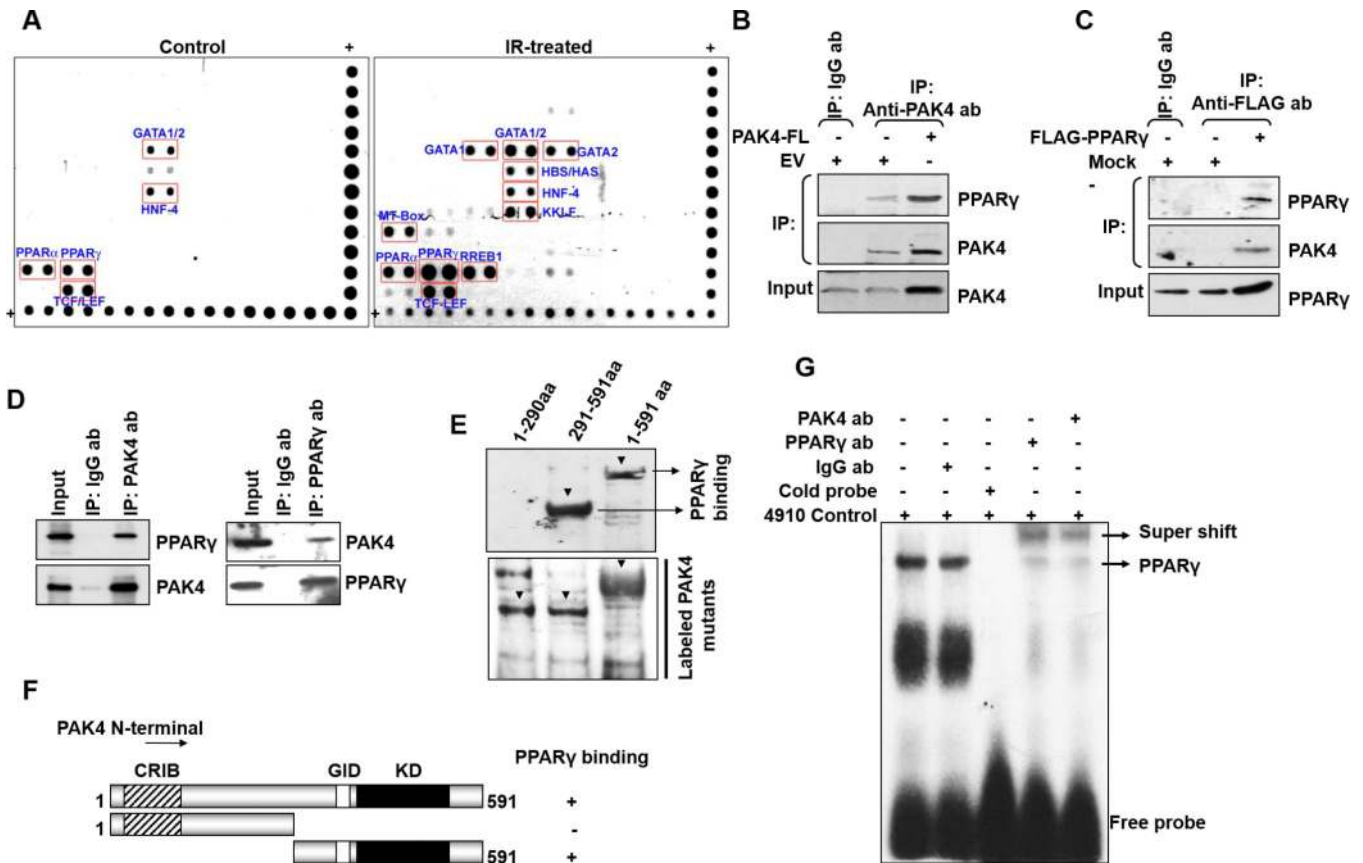 A
Control +
IR-treated +
GATA1/2
HNF-4
PPARα PPARγ
TCF/LEF
+
GATA1/2
GATA1 GATA2
HBS/HAS
HNF-4
KKLF
MT-Box
PPARα PPARγ RREB1
TCF-LEF
B
IP: IgG ab
IP:
Anti-PAK4 ab
PAK4-FL - - +
EV + + -
IP:
PPARγ
PAK4
Input PAK4
C
IP: IgG ab
IP:
Anti-FLAG ab
FLAG-PPARγ - - +
Mock + + -
IP:
PPARγ
PAK4
Input PPARγ
D
Input
IP: IgG ab
IP: PAK4 ab
PPARγ
PAK4
Input
IP: IgG ab
IP: PPARγ ab
PAK4
PPARγ
E
1-290aa
291-591aa
1-591 aa
PPARγ
binding
Labeled PAK4
mutants
F
PAK4 N-terminal
PPARγ binding
CRIB GID KD
1 591 +
1 -
591 +
G
PAK4 ab - - - - +
PPARγ ab - - - + -
IgG ab - + - - -
Cold probe - - + - -
4910 Control + + + + +
Super shift
PPARγ
Free probe